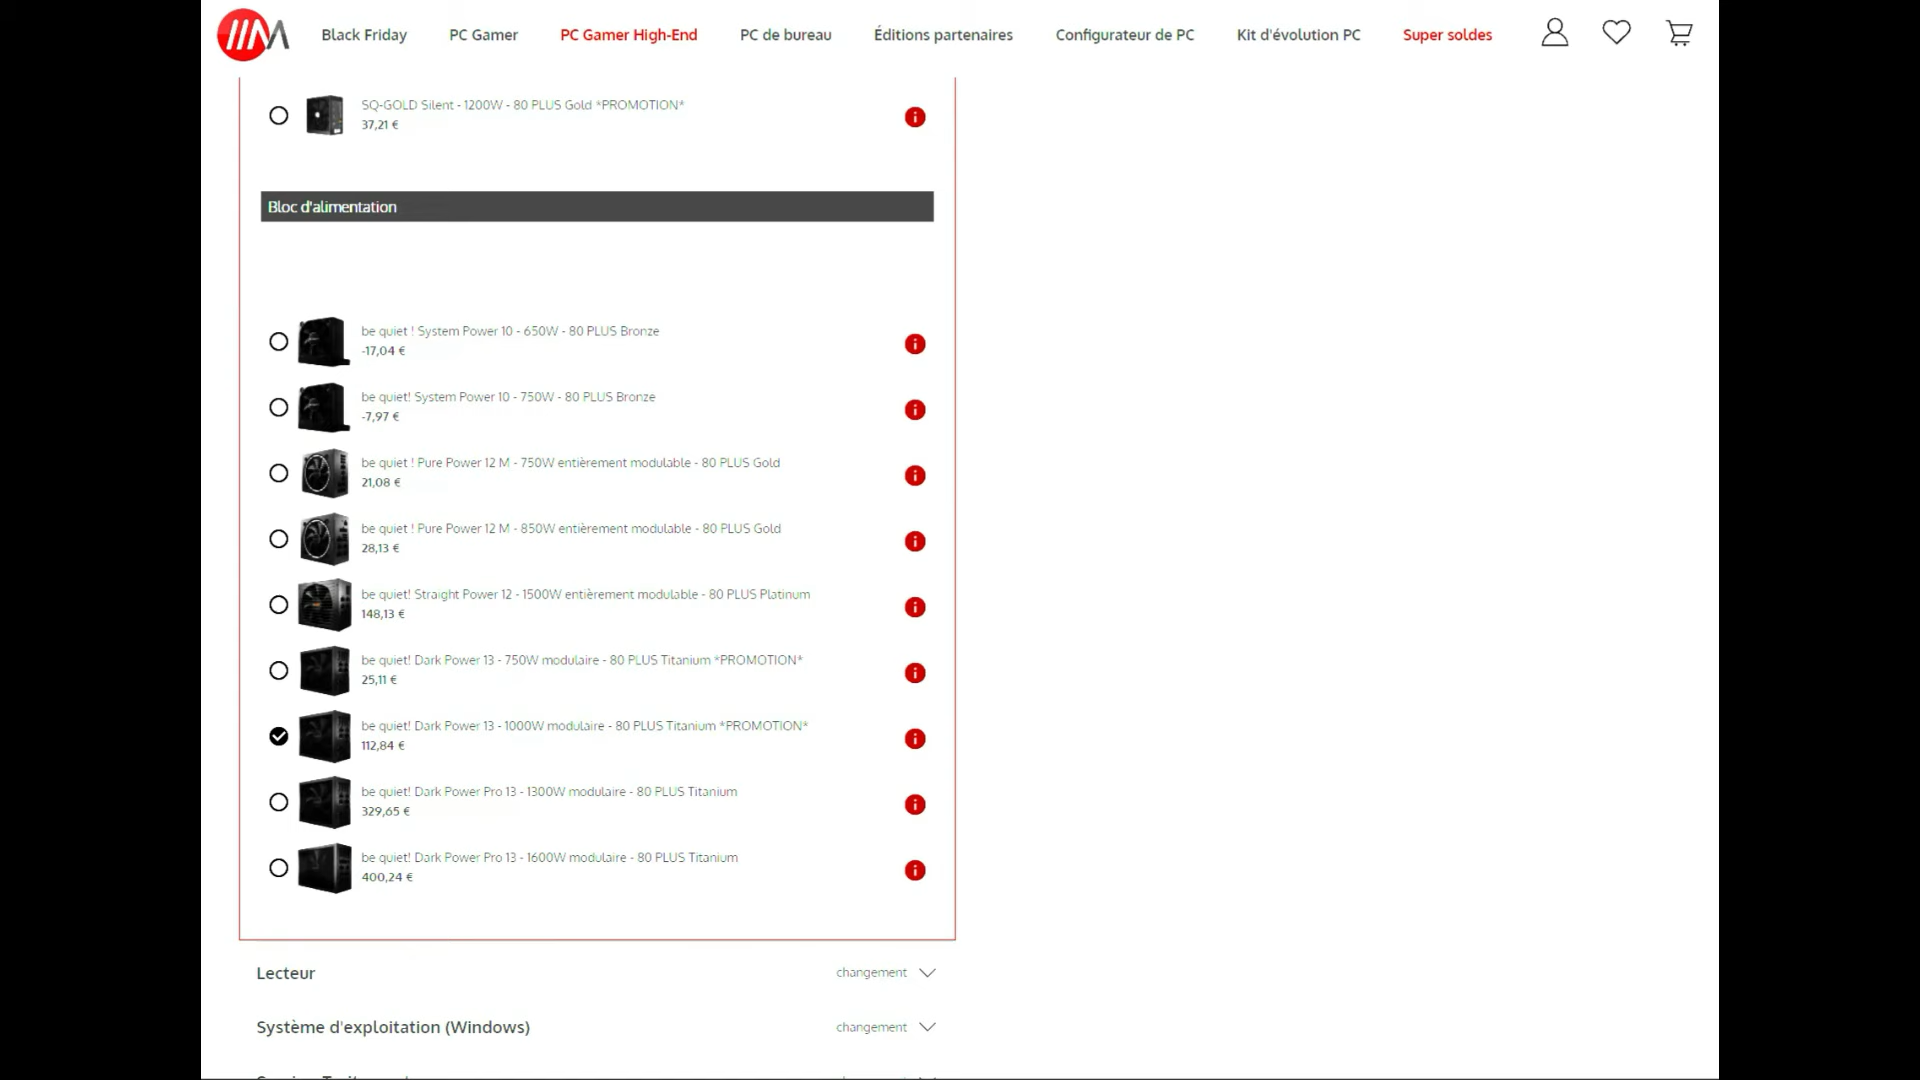 Black Friday
PC Gamer
PC Gamer High-End
PC de bureau
Éditions partenaires
Configurateur de PC
Kit d'évolution PC
Super soldes
SQ-GOLD Silent - 1200W - 80 PLUS Gold *PROMOTION*
37,21 €
Bloc d'alimentation
be quiet ! System Power 10 - 650W - 80 PLUS Bronze
-17,04 €
be quiet! System Power 10 - 750W - 80 PLUS Bronze
-7,97 €
be quiet ! Pure Power 12 M - 750W entièrement modulable - 80 PLUS Gold
21,08 €
be quiet ! Pure Power 12 M - 850W entièrement modulable - 80 PLUS Gold
28,13 €
be quiet! Straight Power 12 - 1500W entièrement modulable - 80 PLUS Platinum
148,13 €
be quiet! Dark Power 13 - 750W modulaire - 80 PLUS Titanium *PROMOTION*
25,11 €
be quiet! Dark Power 13 - 1000W modulaire - 80 PLUS Titanium *PROMOTION*
112,84 €
be quiet! Dark Power Pro 13 - 1300W modulaire - 80 PLUS Titanium
329,65 €
be quiet! Dark Power Pro 13 - 1600W modulaire - 80 PLUS Titanium
400,24 €
Lecteur
changement
Système d'exploitation (Windows)
changement